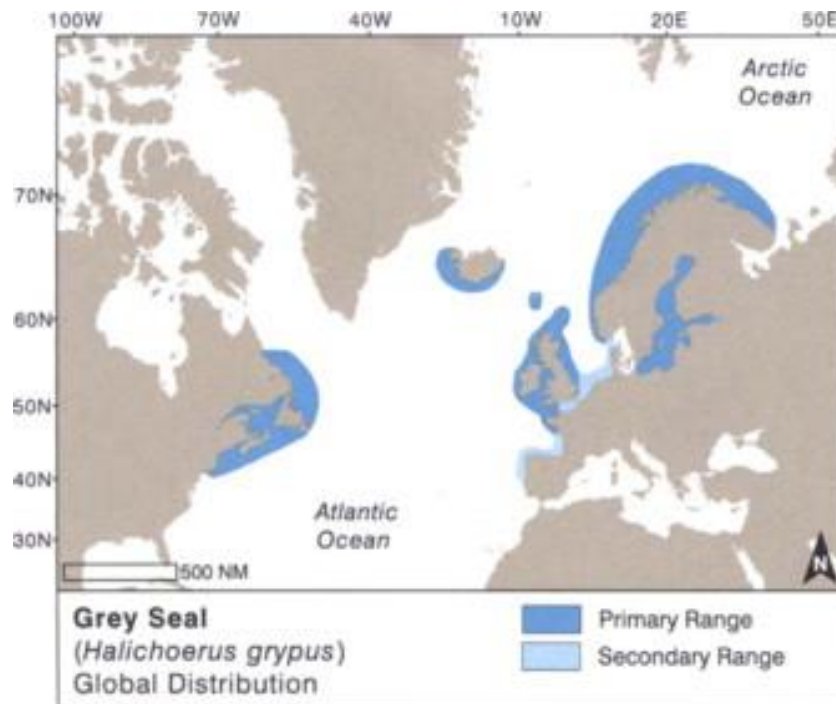 100W 70W 40W 10W 20E 50E
Arctic
Ocean
70N
60N
50N
40N
30N
Atlantic
Ocean
500 NM
N
Grey Seal
(Halichoerus grypus)
Global Distribution
Primary Range
Secondary Range